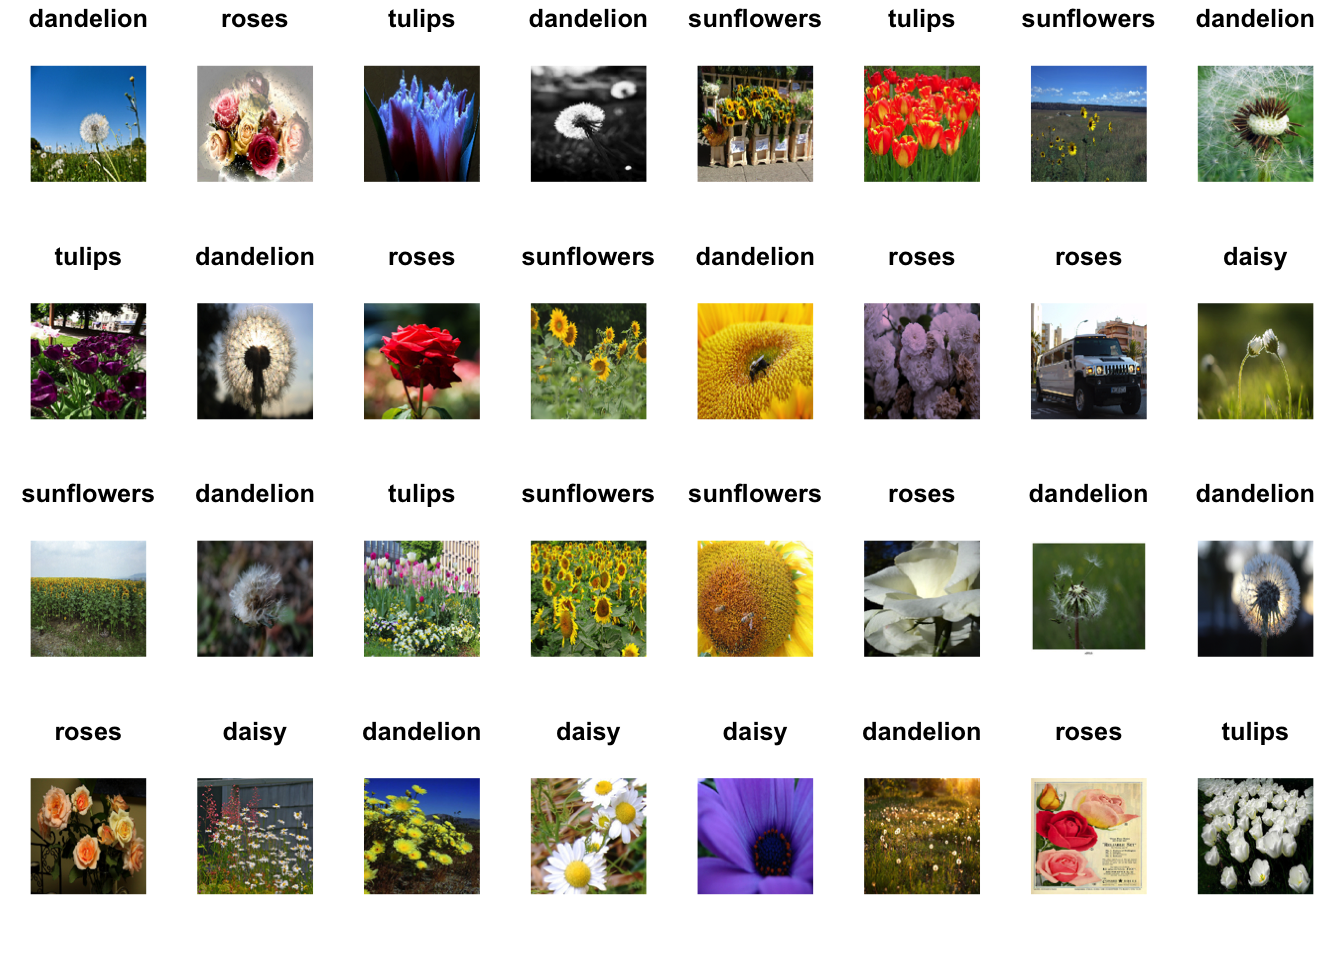 dandelion roses tulips dandelion sunflowers tulips sunflowers dandelion
tulips dandelion roses sunflowers dandelion roses roses daisy
sunflowers dandelion tulips sunflowers sunflowers roses dandelion dandelion
roses daisy dandelion daisy daisy dandelion roses tulips